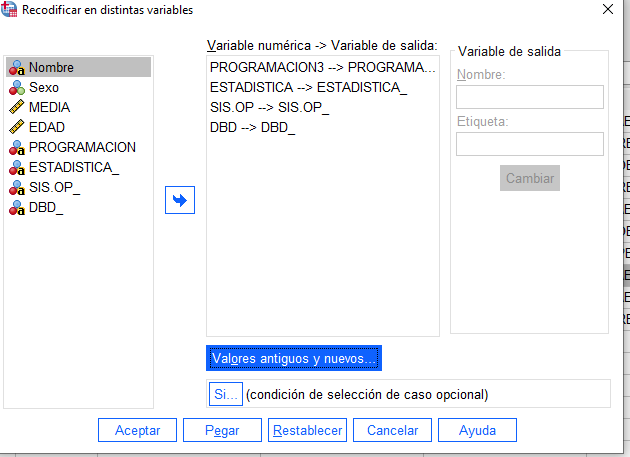 Recodificar en distintas variables
Nombre
Sexo
MEDIA
EDAD
PROGRAMACION
ESTADISTICA_
SIS.OP_
DBD_
Variable numérica -> Variable de salida:
PROGRAMACION3 --> PROGRAMA...
ESTADISTICA --> ESTADISTICA_
SIS.OP --> SIS.OP_
DBD --> DBD_
Variable de salida
Nombre:
Etiqueta:
Cambiar
Valores antiguos y nuevos...
Si... (condición de selección de caso opcional)
Aceptar Pegar Restablecer Cancelar Ayuda